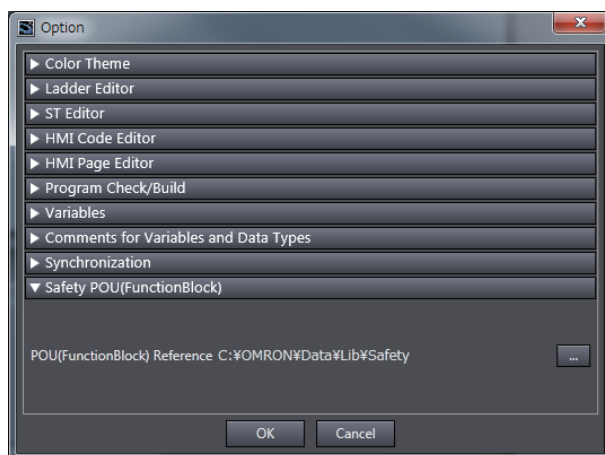 Option
Color Theme
Ladder Editor
ST Editor
HMI Code Editor
HMI Page Editor
Program Check/Build
Variables
Comments for Variables and Data Types
Synchronization
Safety POU(FunctionBlock)
POU(FunctionBlock) Reference C:¥OMRON¥Data¥Lib¥Safety ...
OK Cancel